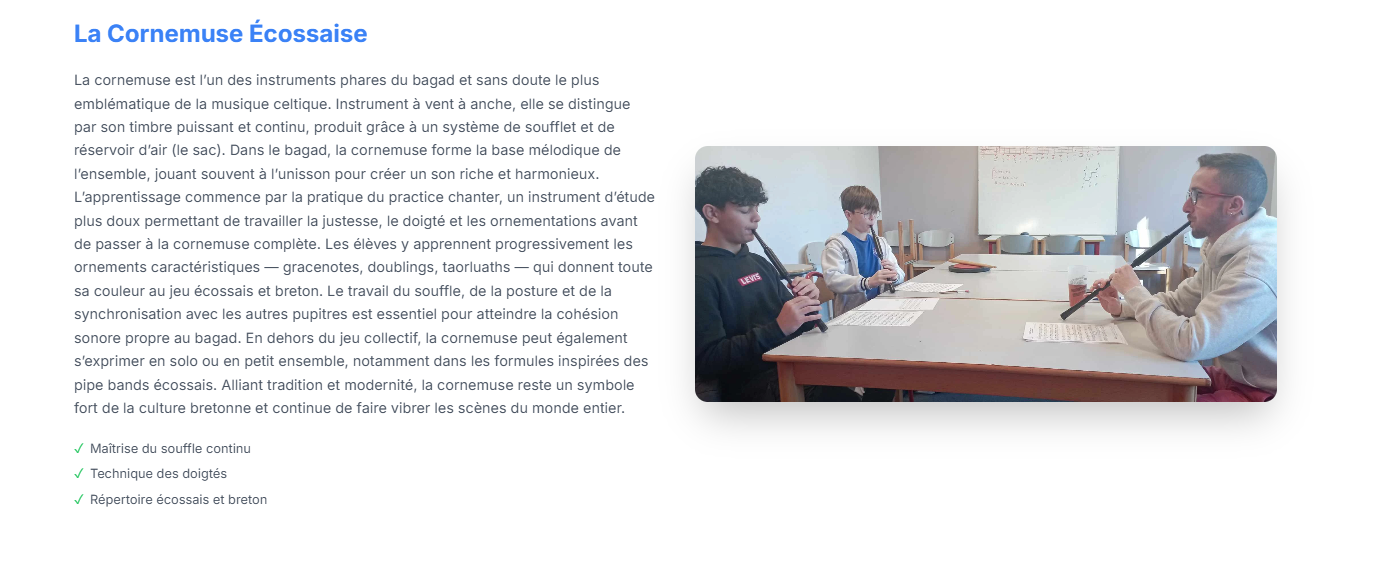 La Cornemuse Écossaise
La cornemuse est l’un des instruments phares du bagad et sans doute le plus
emblématique de la musique celtique. Instrument à vent à anche, elle se distingue
par son timbre puissant et continu, produit grâce à un système de soufflet et de
réservoir d’air (le sac). Dans le bagad, la cornemuse forme la base mélodique de
l’ensemble, jouant souvent à l’unisson pour créer un son riche et harmonieux.
L’apprentissage commence par la pratique du practice chanter, un instrument d’étude
plus doux permettant de travailler la justesse, le doigté et les ornementations avant
de passer à la cornemuse complète. Les élèves y apprennent progressivement les
ornements caractéristiques — gracenotes, doublings, taorluaths — qui donnent toute
sa couleur au jeu écossais et breton. Le travail du souffle, de la posture et de la
synchronisation avec les autres pupitres est essentiel pour atteindre la cohésion
sonore propre au bagad. En dehors du jeu collectif, la cornemuse peut également
s’exprimer en solo ou en petit ensemble, notamment dans les formules inspirées des
pipe bands écossais. Alliant tradition et modernité, la cornemuse reste un symbole
fort de la culture bretonne et continue de faire vibrer les scènes du monde entier.
✓ Maîtrise du souffle continu
✓ Technique des doigtés
✓ Répertoire écossais et breton
LEVI'S